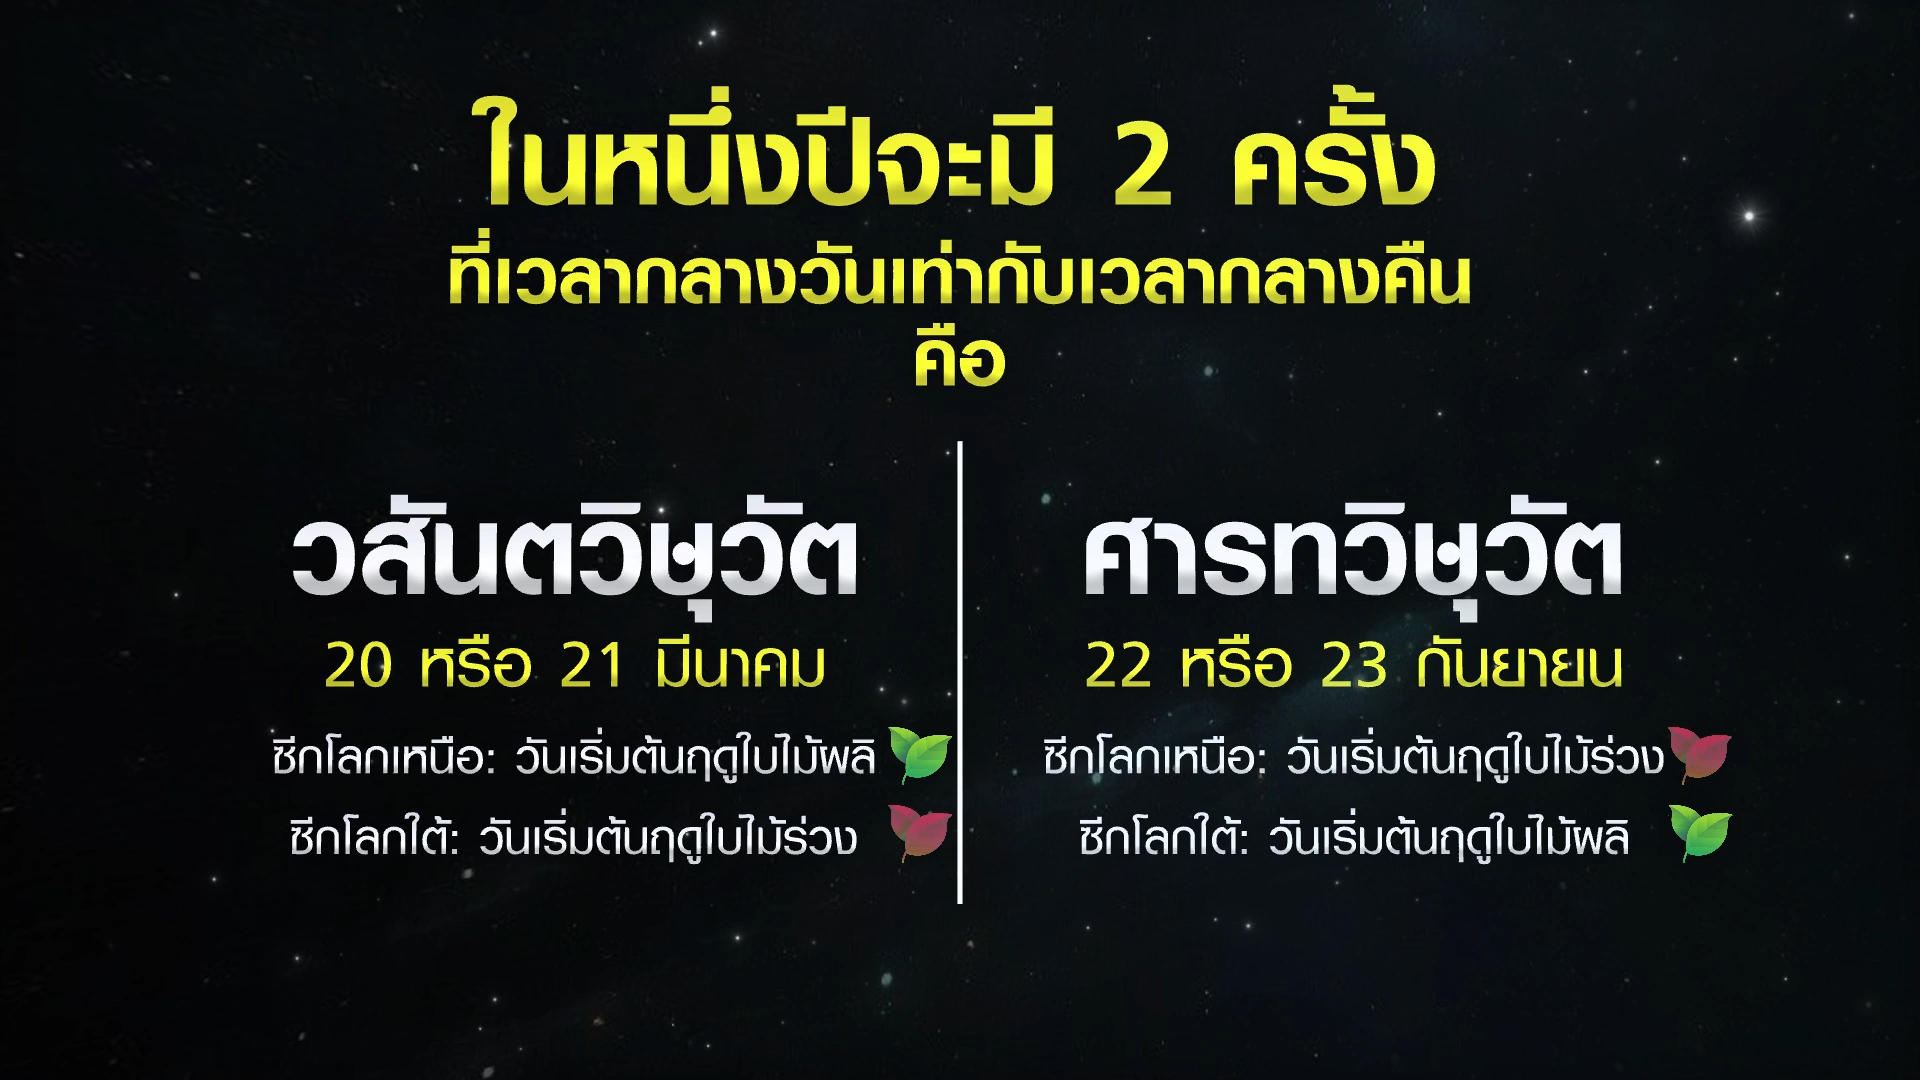 ในหนึ่งปีจะมี 2 ครั้ง
ที่เวลากลางวันเท่ากับเวลากลางคืน
คือ
วสันตวิษุวัต
20 หรือ 21 มีนาคม
ซีกโลกเหนือ: วันเริ่มต้นฤดูใบไม้ผลิ
ซีกโลกใต้: วันเริ่มต้นฤดูใบไม้ร่วง
ศารทวิษุวัต
22 หรือ 23 กันยายน
ซีกโลกเหนือ: วันเริ่มต้นฤดูใบไม้ร่วง
ซีกโลกใต้: วันเริ่มต้นฤดูใบไม้ผลิ